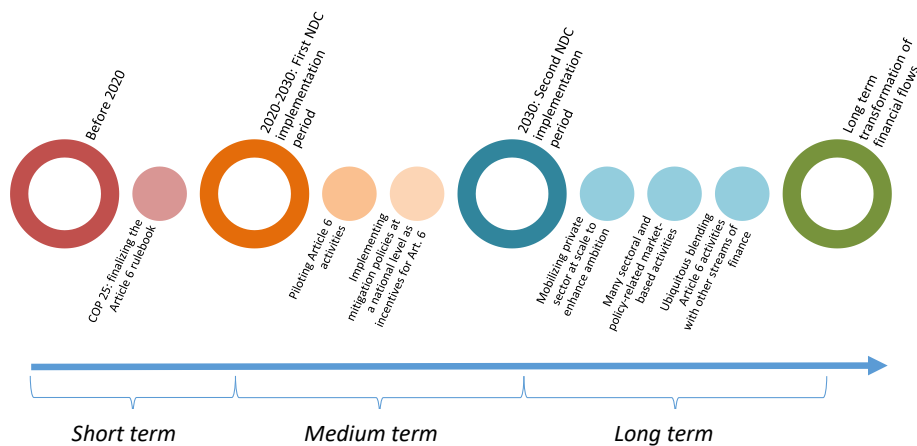 Before 2020
COP 25: finalizing the
Article 6 rulebook
2020-2030: First NDC
implementation
period
Piloting Article 6
activities
Implementing
mitigation policies at
a national level as
incentives for Art. 6
2030: Second NDC
implementation
period
Mobilizing private
sector at scale to
enhance ambition
Many sectoral and
policy-related market-
based activities
Ubiquitous blending
Article 6 activities
with other streams of
finance
Long term
transformation of
financial flows
Short term
Medium term
Long term